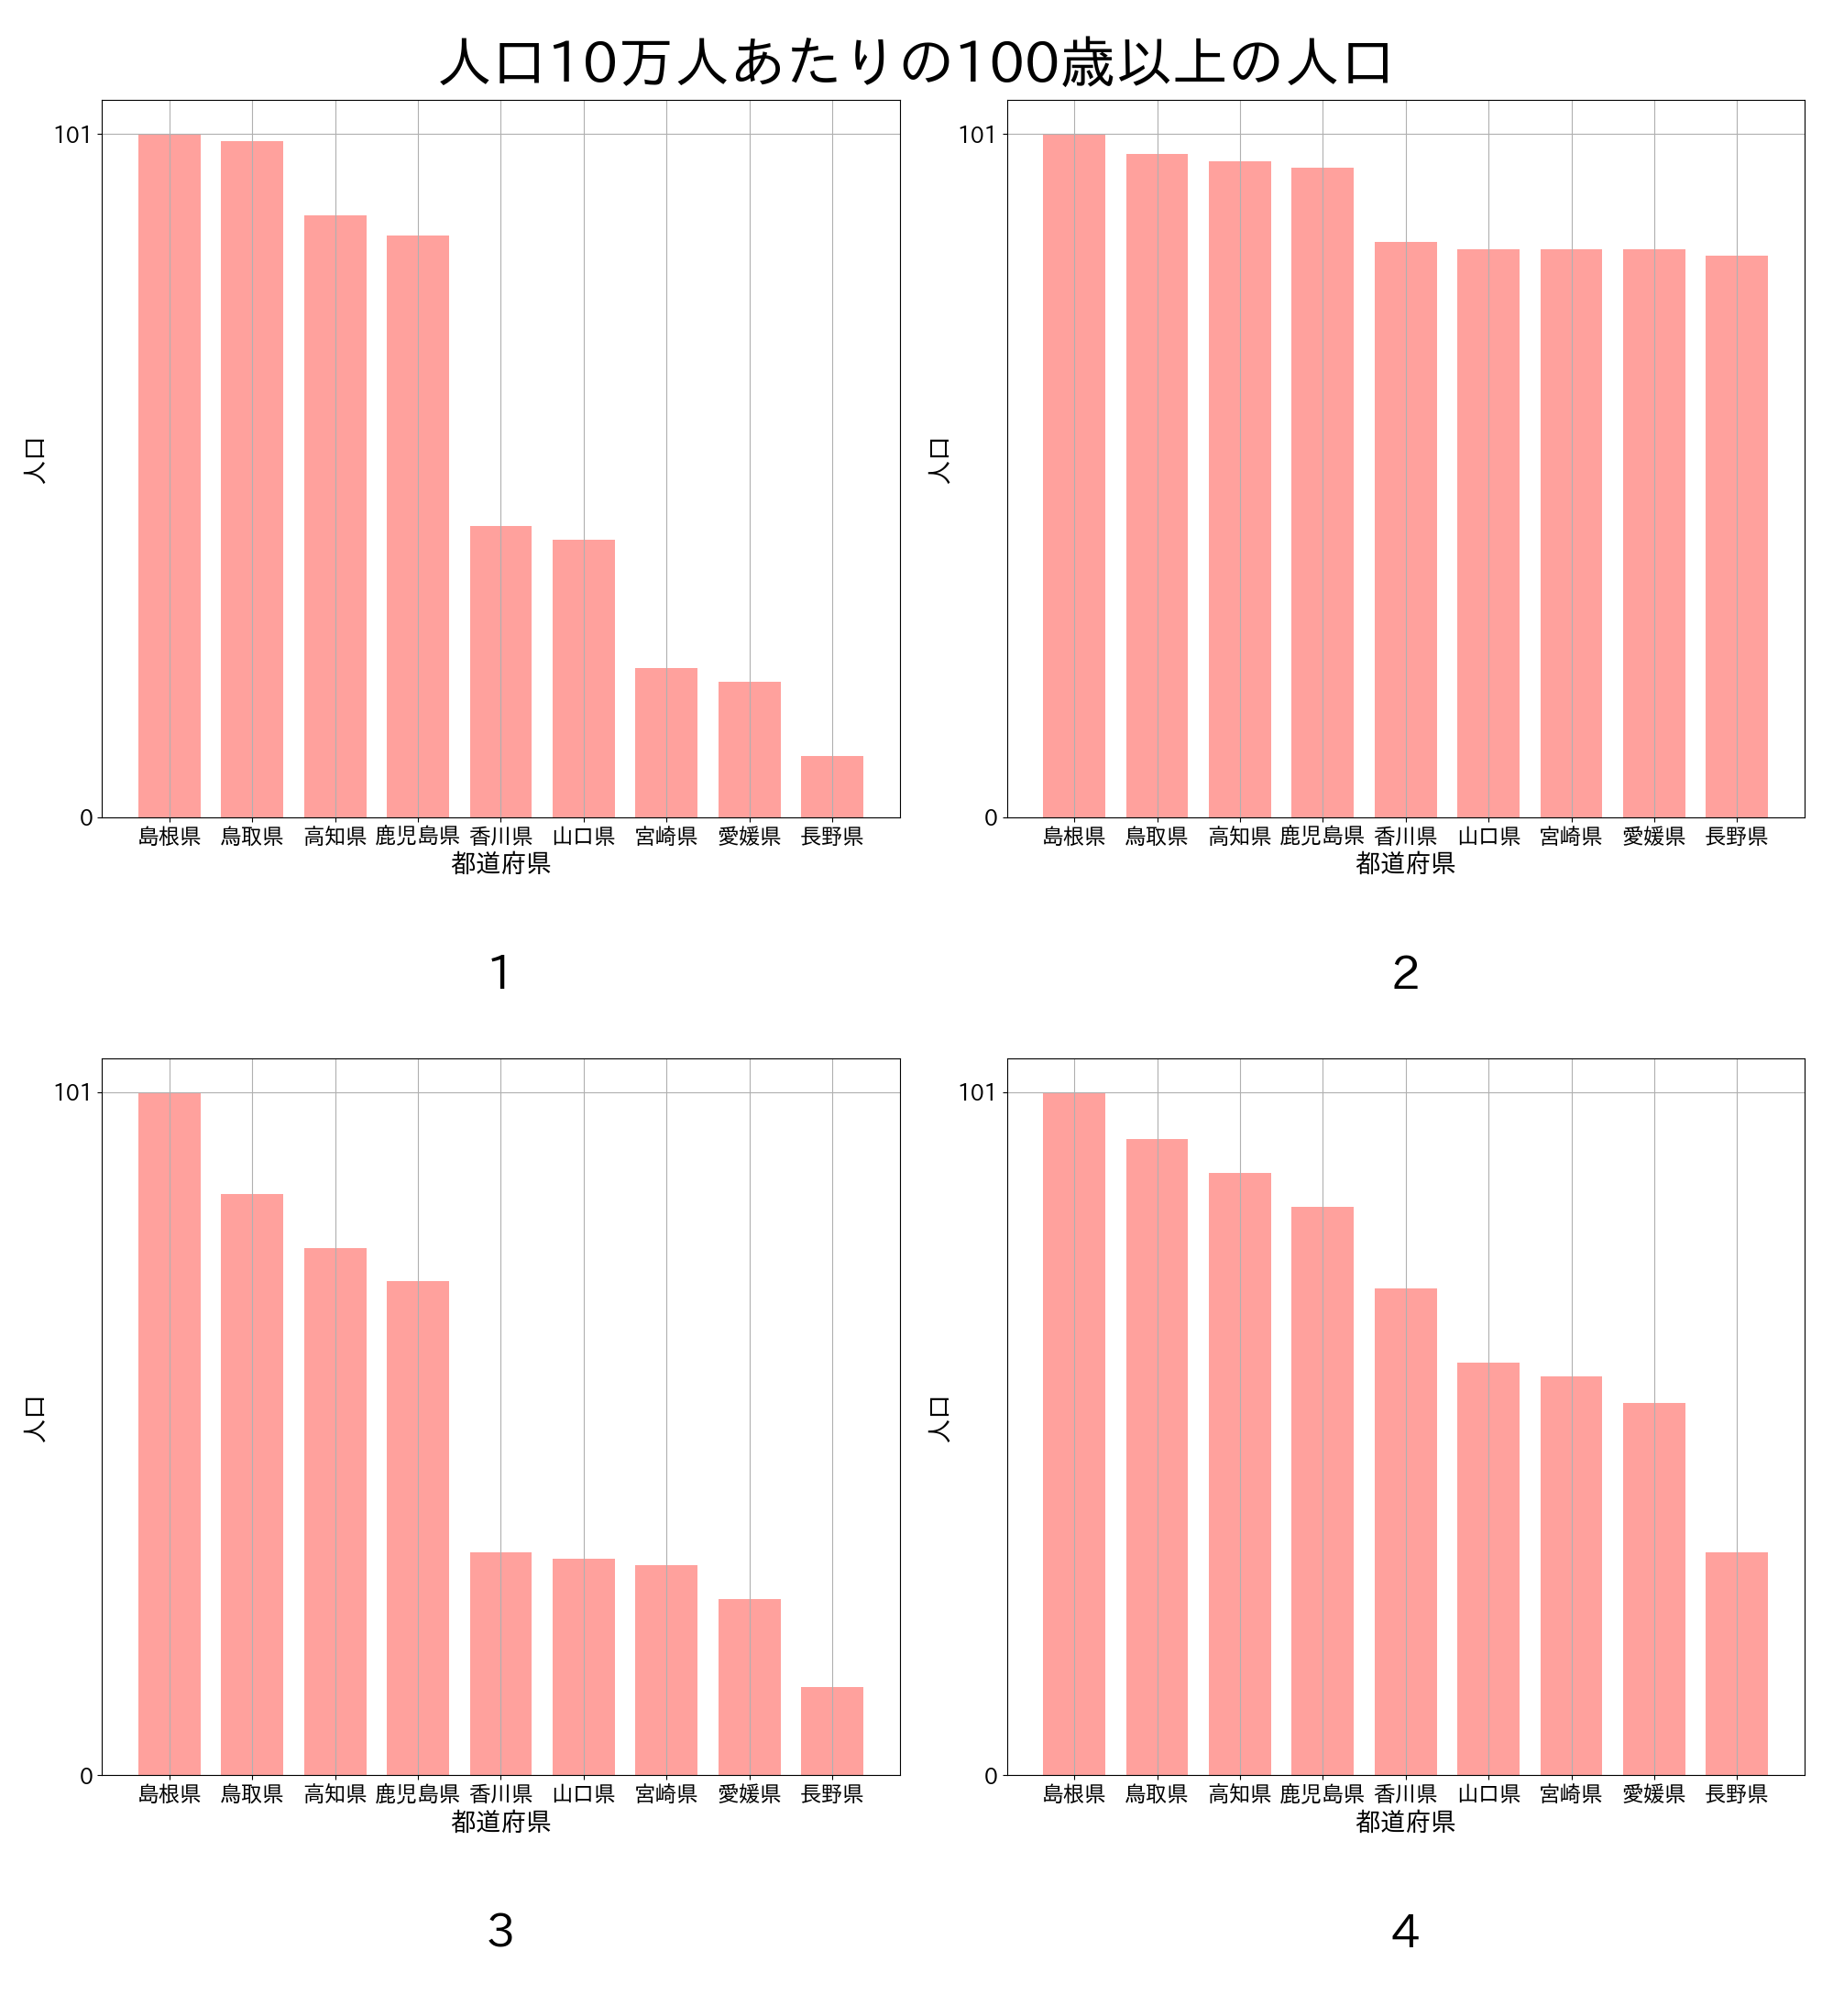 人口10万人あたりの100歳以上の人口
101
人口
0
島根県 鳥取県 高知県 鹿児島県 香川県 山口県 宮崎県 愛媛県 長野県
都道府県
1
101
人口
0
島根県 鳥取県 高知県 鹿児島県 香川県 山口県 宮崎県 愛媛県 長野県
都道府県
2
101
人口
0
島根県 鳥取県 高知県 鹿児島県 香川県 山口県 宮崎県 愛媛県 長野県
都道府県
3
101
人口
0
島根県 鳥取県 高知県 鹿児島県 香川県 山口県 宮崎県 愛媛県 長野県
都道府県
4